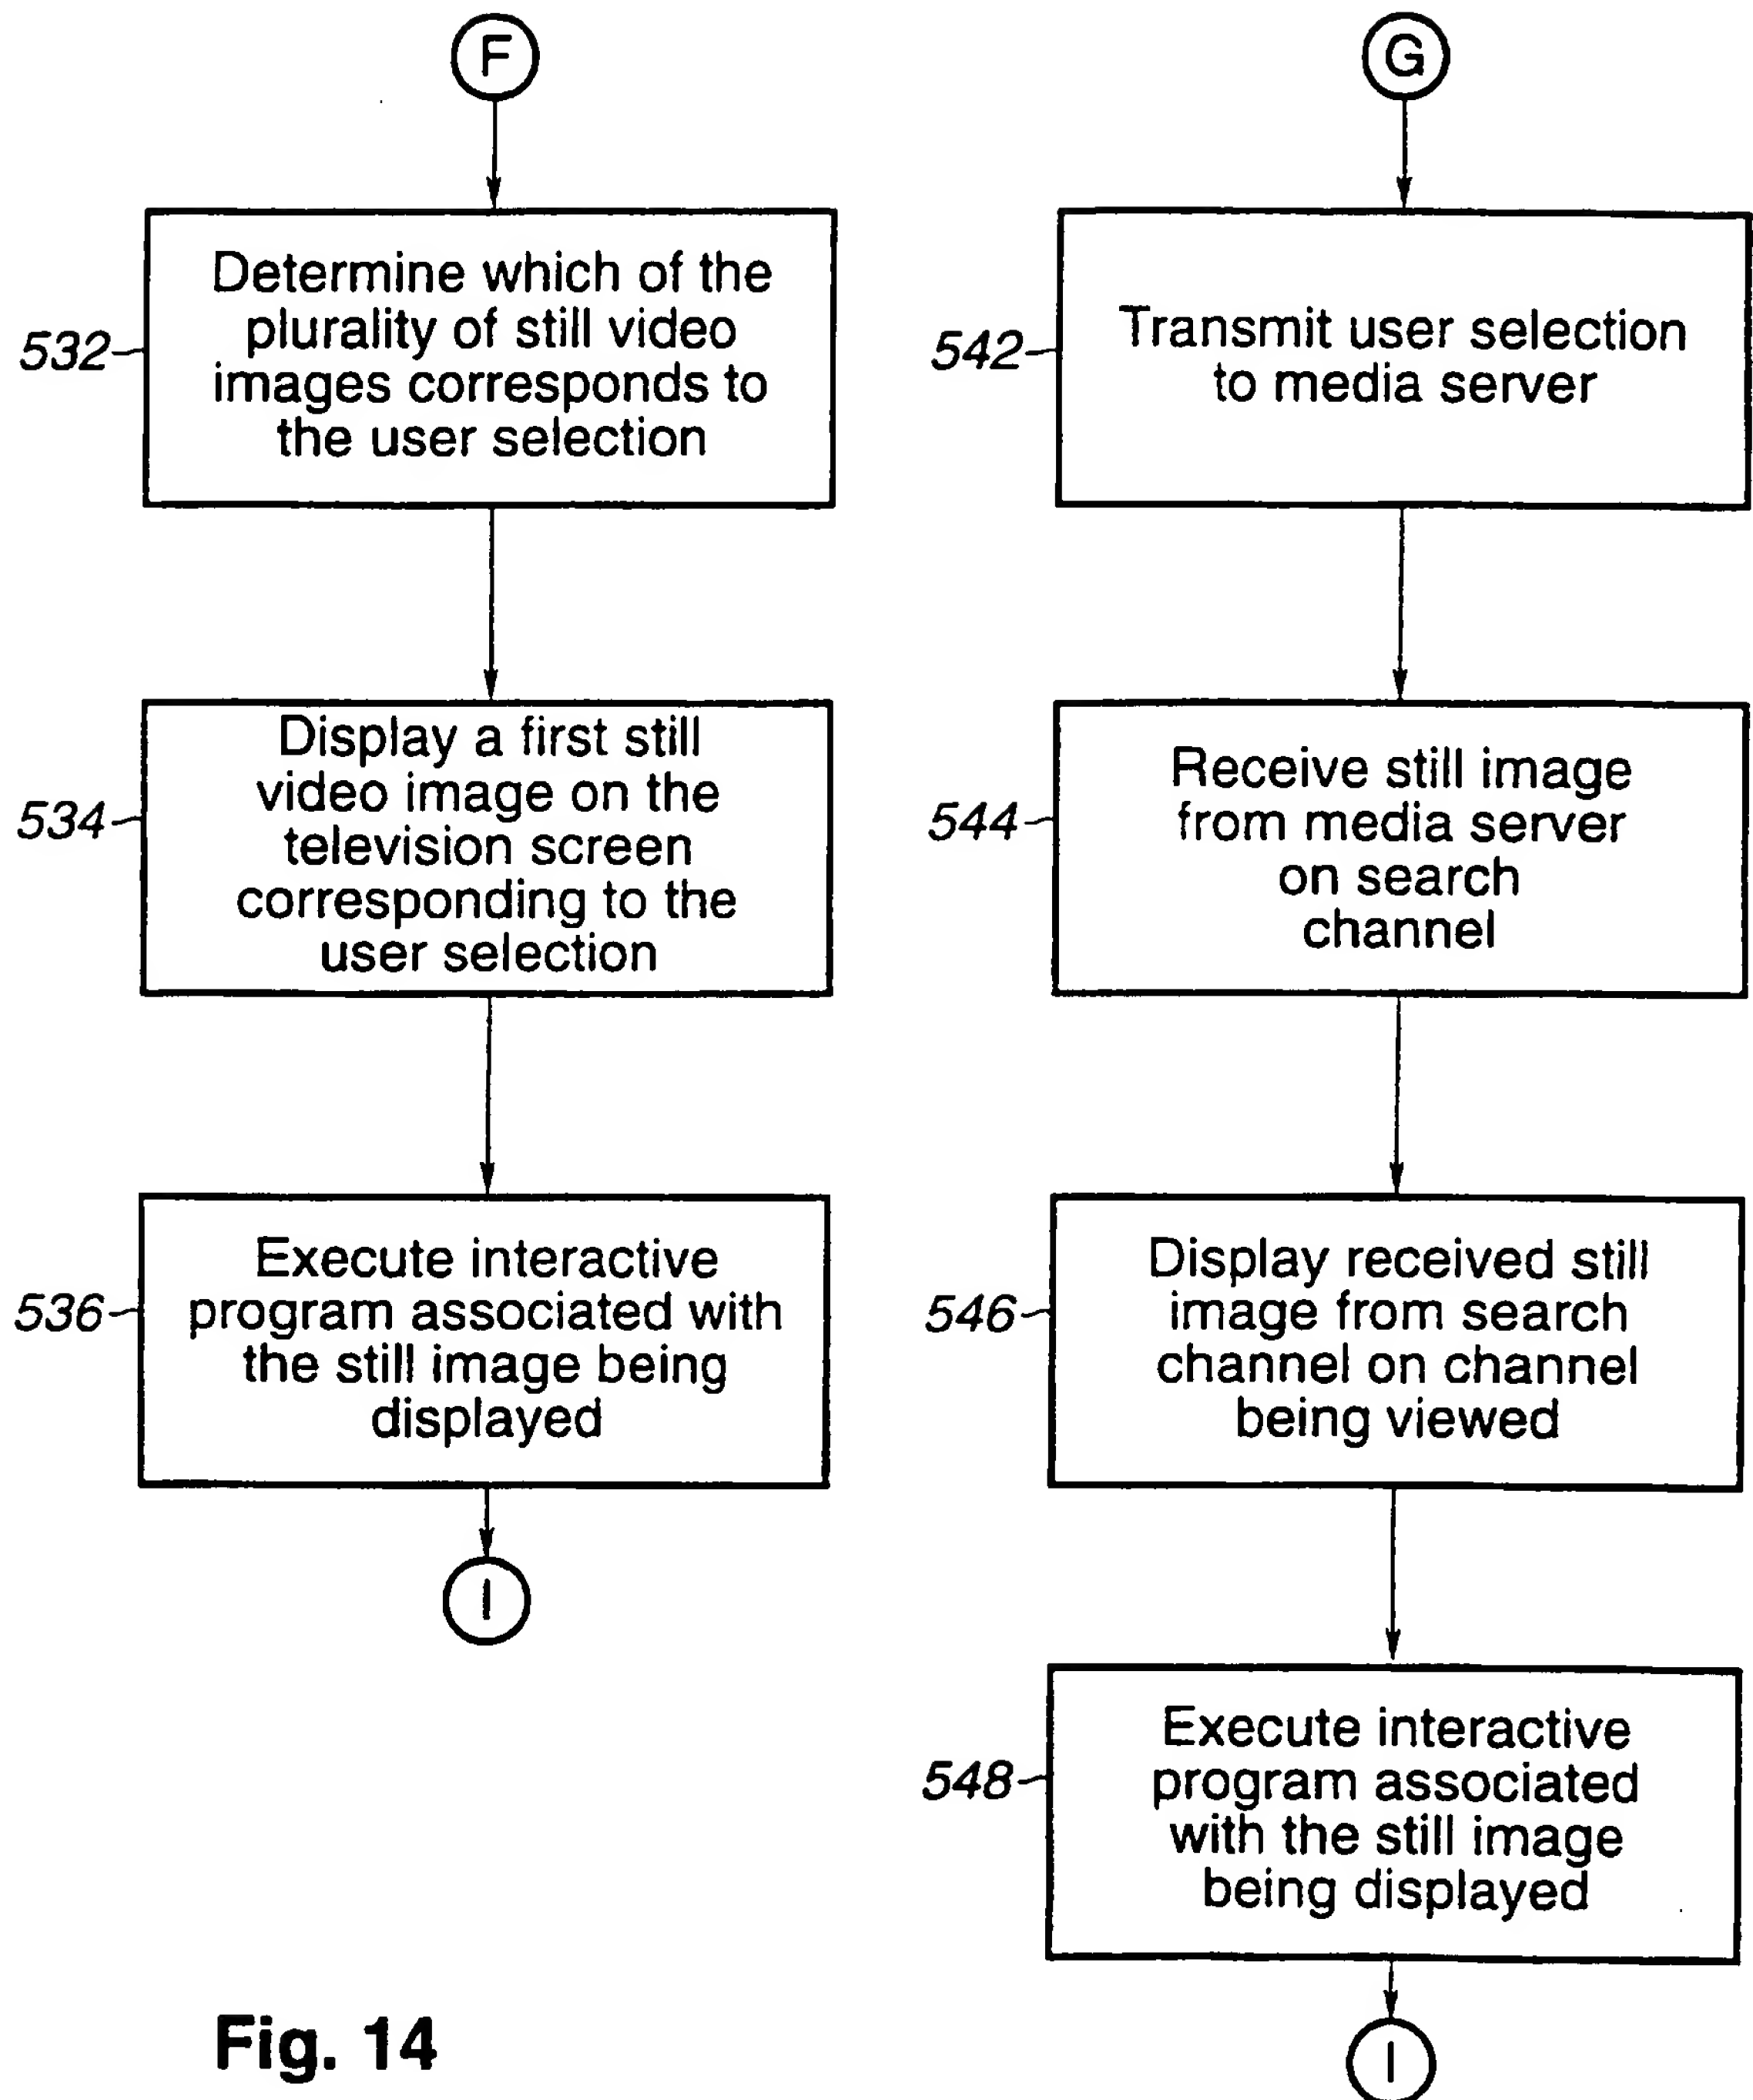 F
532
Determine which of the
plurality of still video
images corresponds to
the user selection
534
Display a first still
video image on the
television screen
corresponding to the
user selection
536
Execute interactive
program associated with
the still image being
displayed
I
G
542
Transmit user selection
to media server
544
Receive still image
from media server
on search
channel
546
Display received still
image from search
channel on channel
being viewed
548
Execute interactive
program associated
with the still image
being displayed
I
Fig. 14